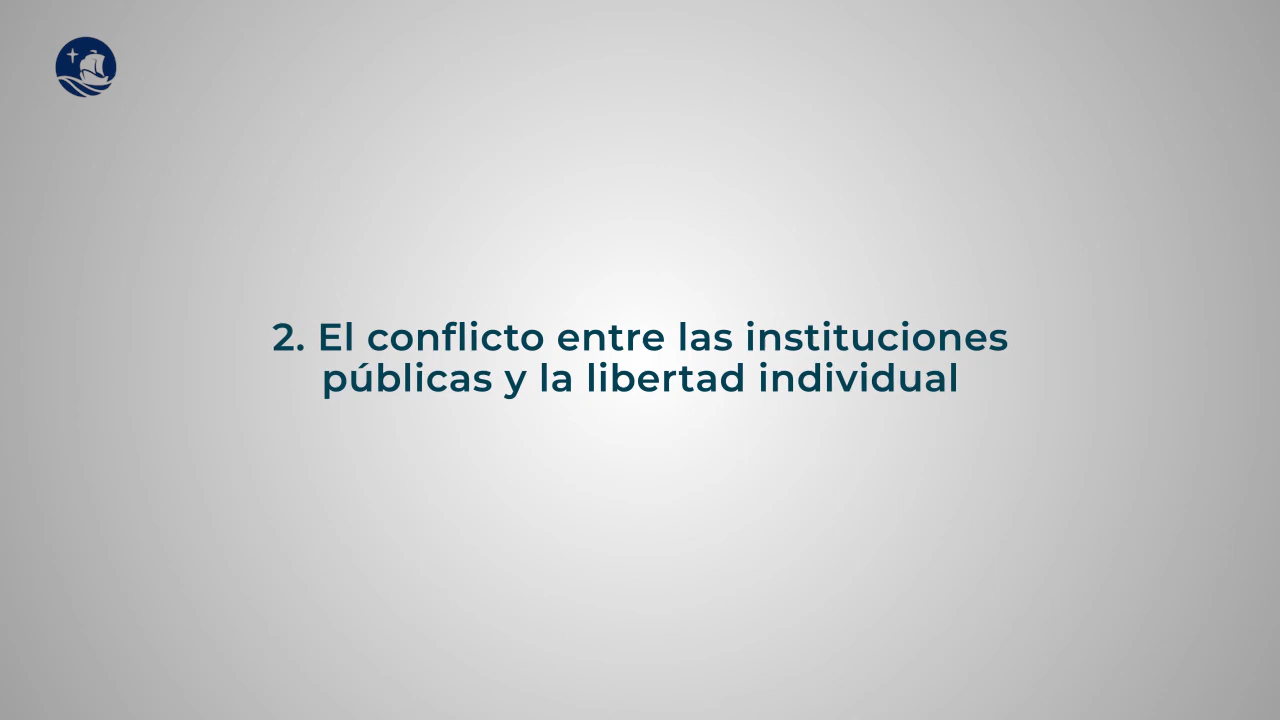 2. El conflicto entre las instituciones
públicas y la libertad individual